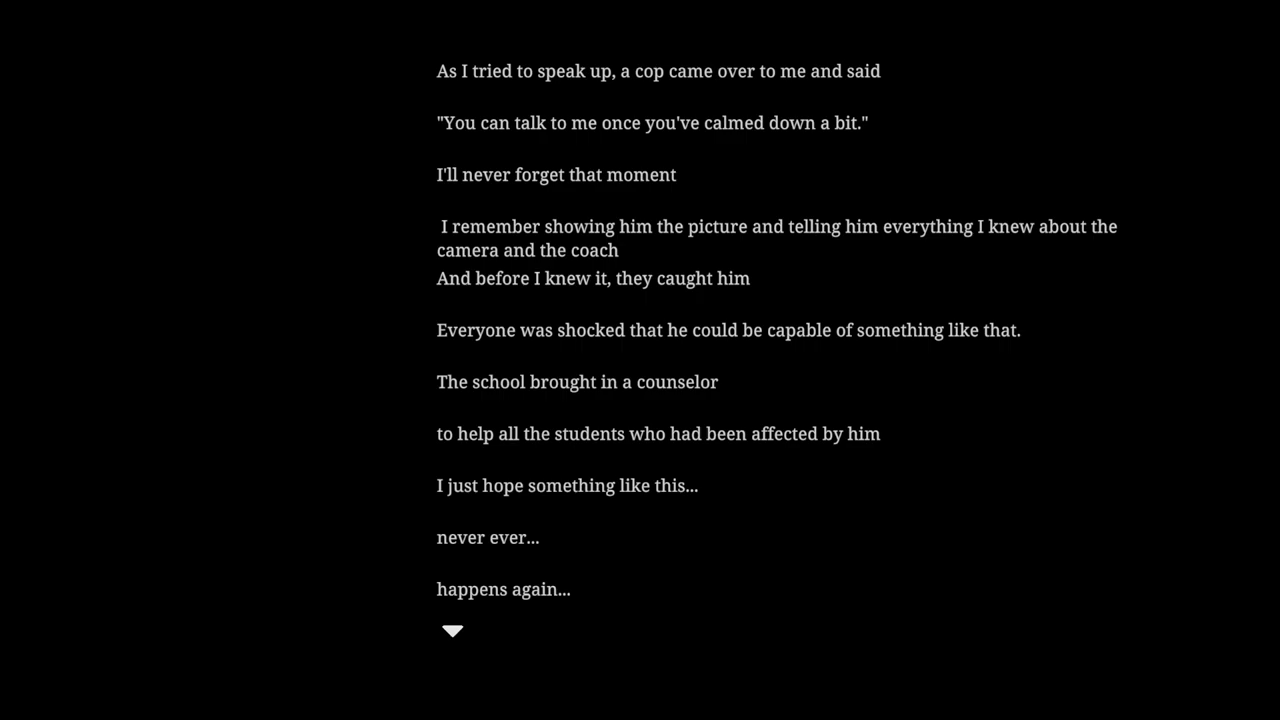 As I tried to speak up, a cop came over to me and said
"You can talk to me once you've calmed down a bit."
I'll never forget that moment
I remember showing him the picture and telling him everything I knew about the
camera and the coach
And before I knew it, they caught him
Everyone was shocked that he could be capable of something like that.
The school brought in a counselor
to help all the students who had been affected by him
I just hope something like this...
never ever...
happens again...